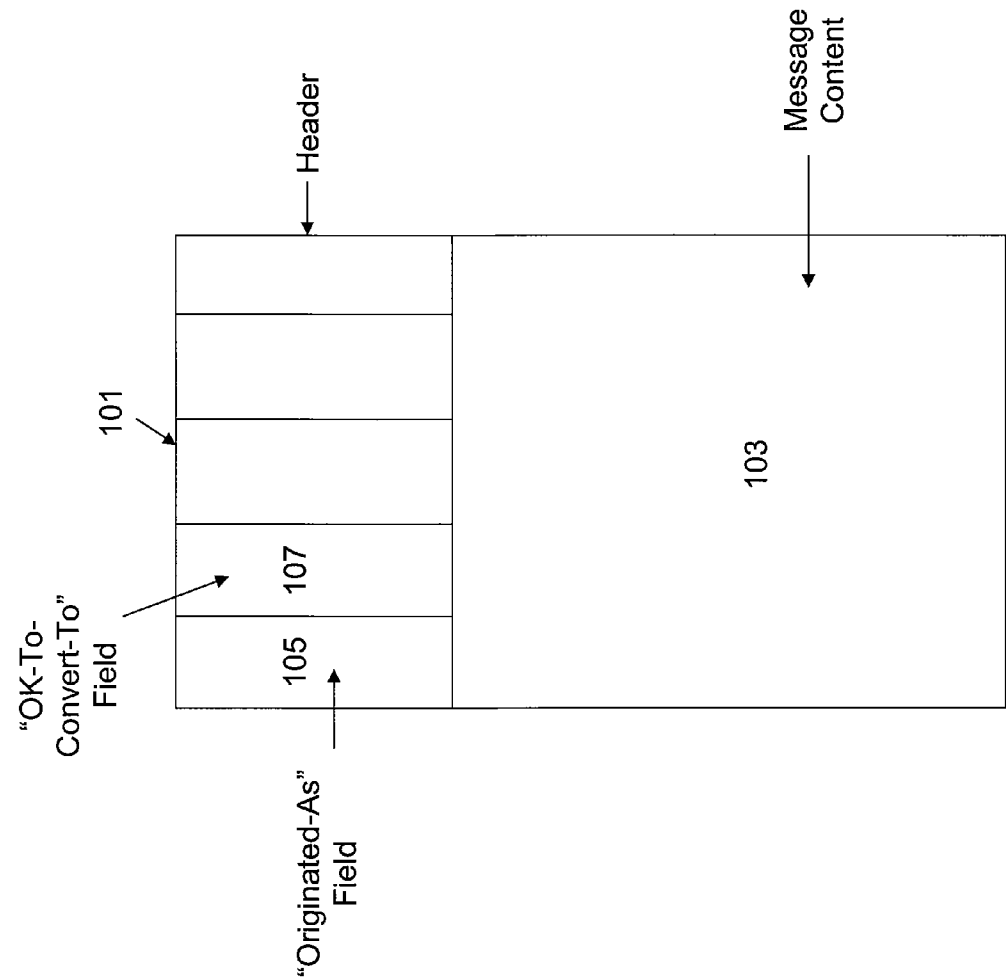 "OK-To-
Convert-To"
Field
101
Header
107
105
"Originated-As"
Field
103
Message
Content